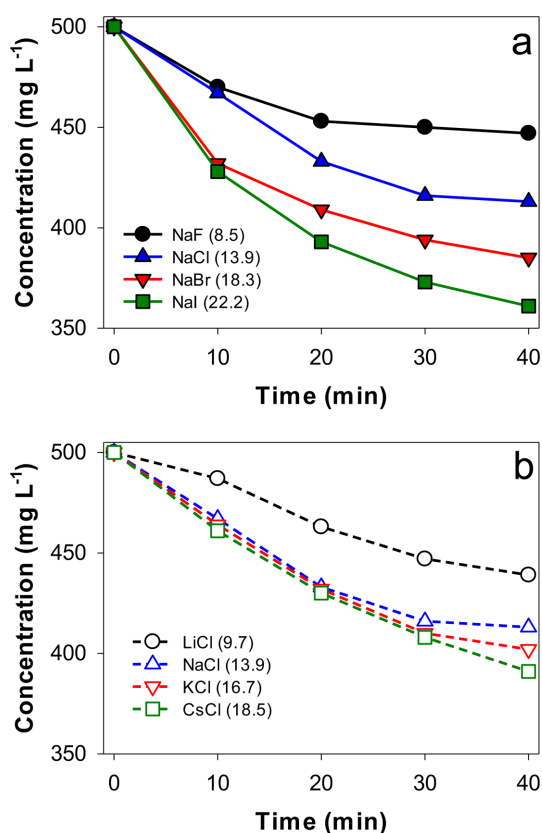 a
Concentration (mg L-1)
500
450
400
350
NaF (8.5)
NaCl (13.9)
NaBr (18.3)
NaI (22.2)
0 10 20 30 40
Time (min)
b
Concentration (mg L-1)
500
450
400
350
LiCl (9.7)
NaCl (13.9)
KCl (16.7)
CsCl (18.5)
0 10 20 30 40
Time (min)